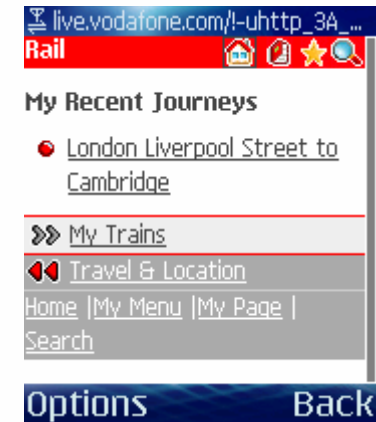 live.vodafone.com/!-uhttp_3A_...
Rail
My Recent Journeys
London Liverpool Street to
Cambridge
My Trains
Travel & Location
Home |My Menu |My Page |
Search
Options Back